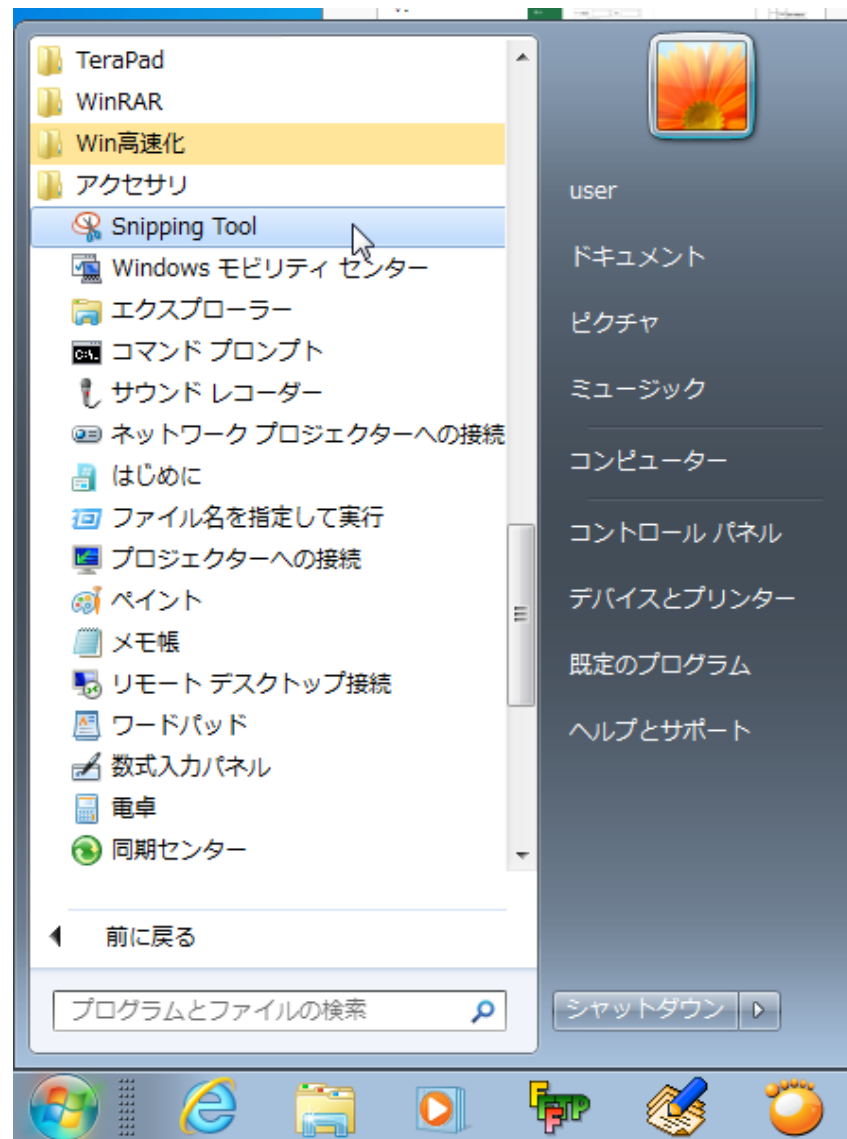 TeraPad
WinRAR
Win高速化
アクセサリ
Snipping Tool
Windows モビリティ センター
エクスプローラー
コマンド プロンプト
サウンド レコーダー
ネットワーク プロジェクターへの接続
はじめに
ファイル名を指定して実行
プロジェクターへの接続
ペイント
メモ帳
リモート デスクトップ接続
ワードパッド
数式入力パネル
電卓
同期センター
前に戻る
プログラムとファイルの検索
user
ドキュメント
ピクチャ
ミュージック
コンピューター
コントロール パネル
デバイスとプリンター
既定のプログラム
ヘルプとサポート
シャットダウン
FFFTP